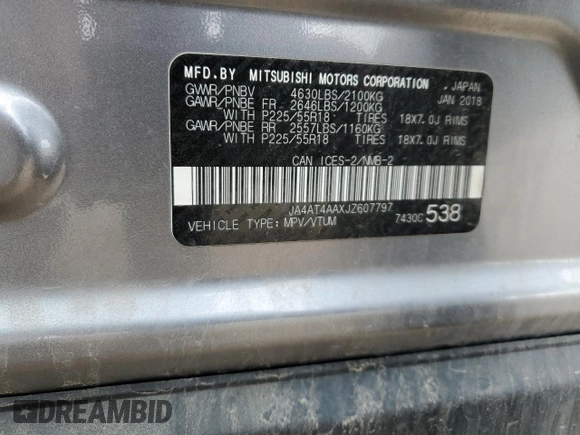 MFD.BY MITSUBISHI MOTORS CORPORATION . JAPAN
GVWR/PNBV 4630LBS/2100KG JAN 2018
GAWR/PNBE FR 2646LBS/1200KG
WITH P225/55R18 TIRES 18X7.0J RIMS
GAWR/PNBE RR 2557LBS/1160KG
WITH P225/55R18 TIRES 18X7.0J RIMS
CAN ICES-2/NMB-2
JA4AT4AAXJZ607797
VEHICLE TYPE:MPV/VTUM 7430C 538
DREAMBID